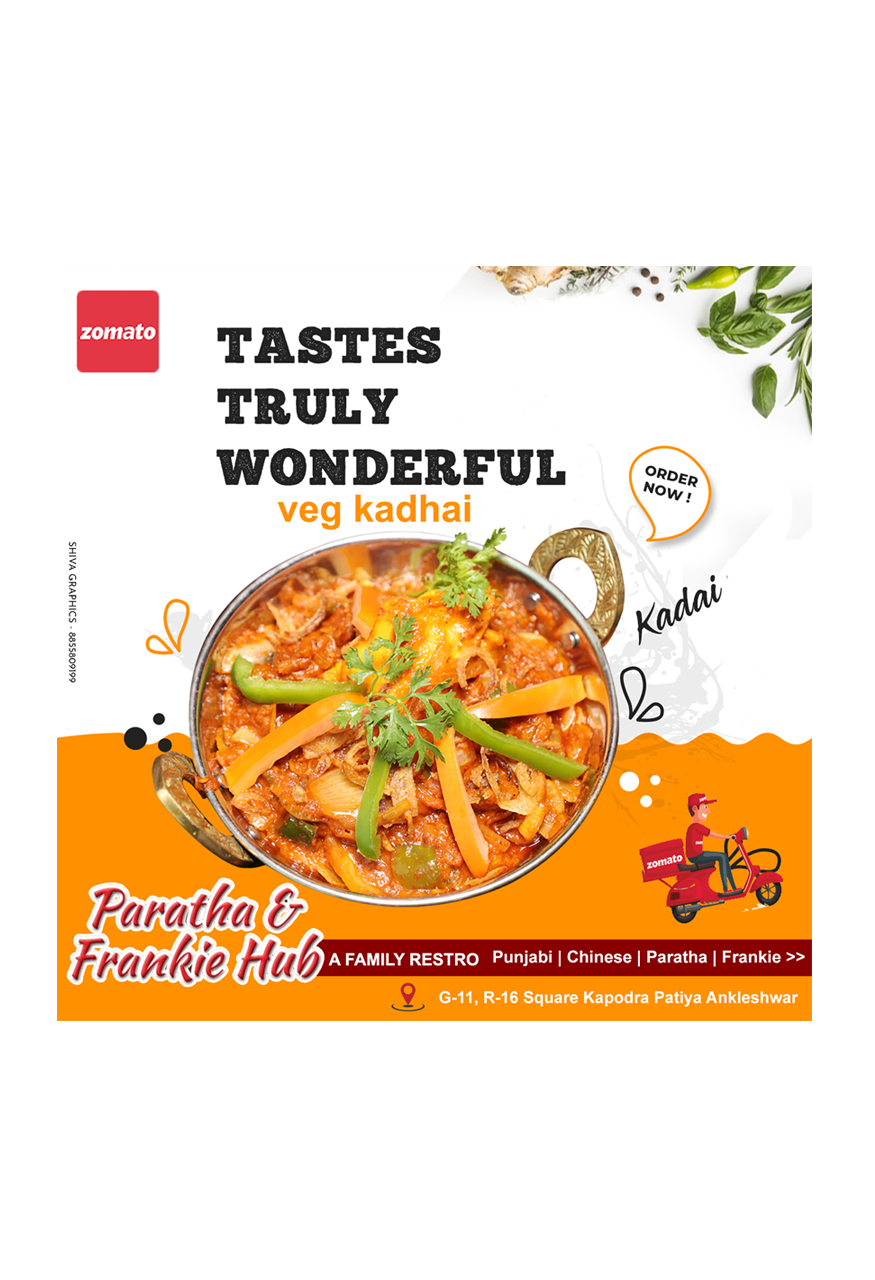 zomato
TASTES
TRULY
WONDERFUL
veg kadhai
ORDER
NOW !
Kadai
SHIVA GRAPHICS - 8855809199
zomato
Paratha &
Frankie Hub
A FAMILY RESTRO Punjabi | Chinese | Paratha | Frankie >>
G-11, R-16 Square Kapodra Patiya Ankleshwar